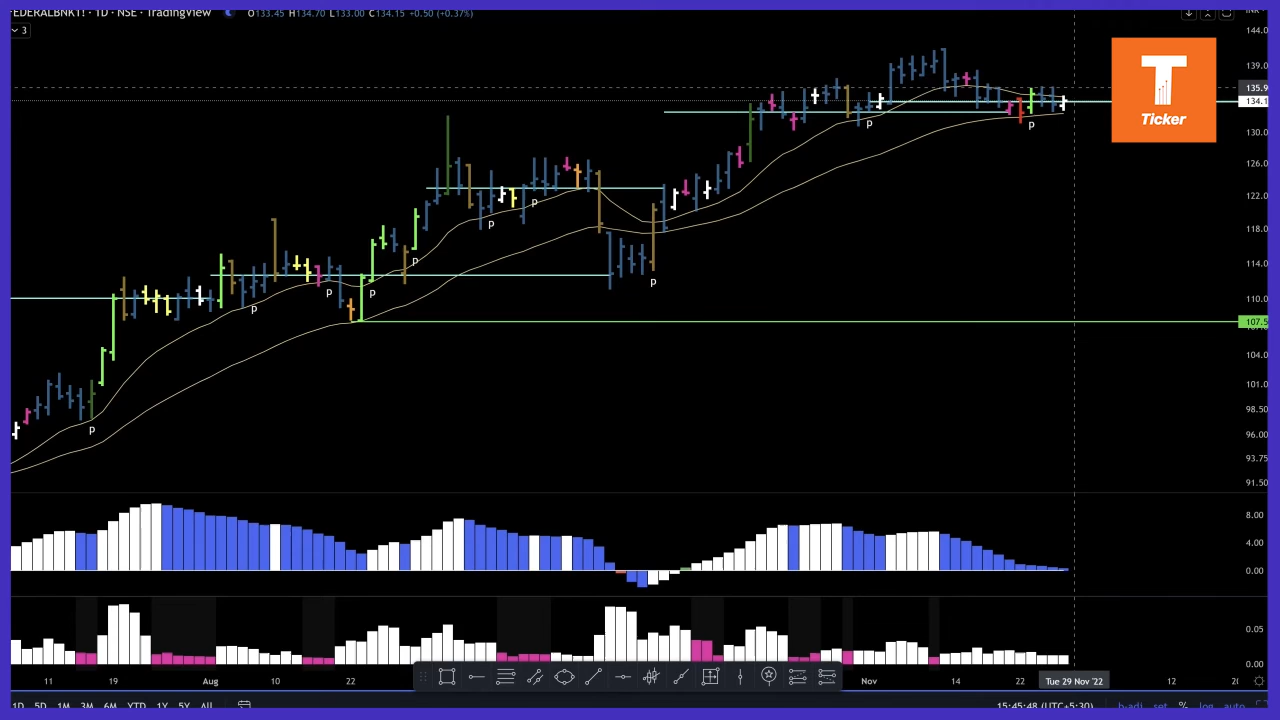 FEDERALBNK1! · 1D · NSE · TradingView O133.45 H134.70 L133.00 C134.15 +0.50 (+0.37%)
3
144.0
139.0
135.9
134.1
130.0
126.0
122.0
118.0
114.0
110.0
107.5
104.0
101.0
98.50
96.00
93.75
91.50
T
Ticker
P
P
P
P
P
P
P
P
P
P
P
8.00
4.00
0.00
0.05
0.00
11 19 Aug 10 22 Nov 14 22 Tue 29 Nov '22 12
1D 5D 1M 3M 6M YTD 1Y 5Y All 15:45:48 (UTC+5:30) b-adj set % log auto